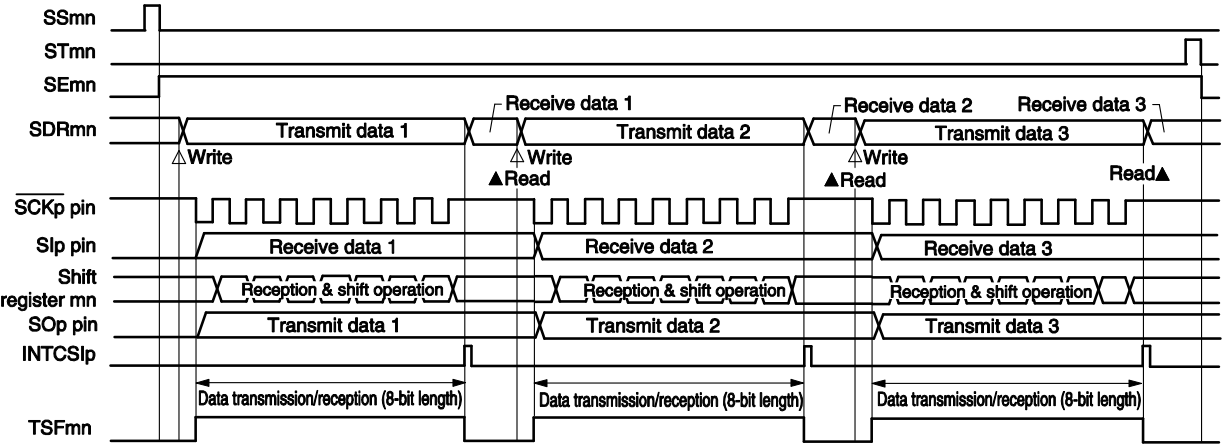 SSmn
STmn
SEmn
Receive data 1
Receive data 2
Receive data 3
SDRmn
Transmit data 1
Transmit data 2
Transmit data 3
Write
Write
Write
▲Read
▲Read
Read▲
SCKp pin
SIp pin
Receive data 1
Receive data 2
Receive data 3
Shift
register mn
Reception & shift operation
Reception & shift operation
Reception & shift operation
SOp pin
Transmit data 1
Transmit data 2
Transmit data 3
INTCSIp
Data transmission/reception (8-bit length)
Data transmission/reception (8-bit length)
Data transmission/reception (8-bit length)
TSFmn